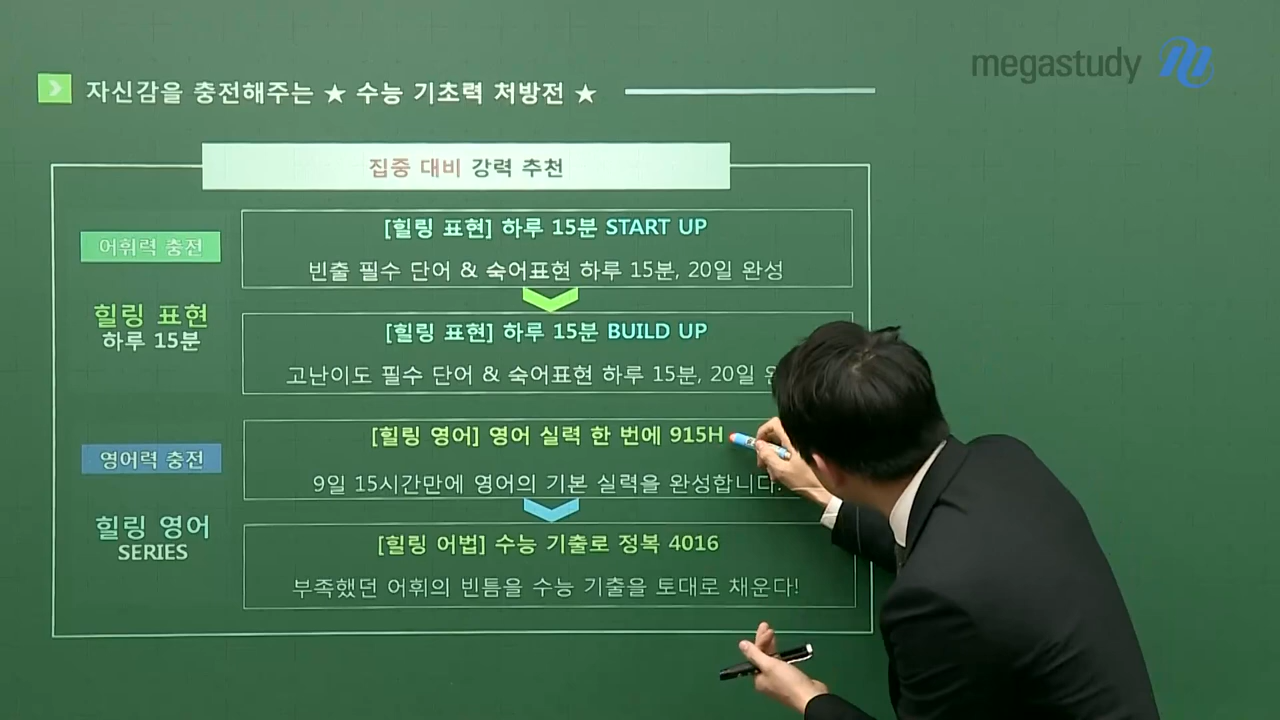 megastudy
자신감을 충전해주는 ★ 수능 기초력 처방전 ★
집중 대비 강력 추천
어휘력 충전
힐링 표현
하루 15분
[힐링 표현] 하루 15분 START UP
빈출 필수 단어 & 숙어표현 하루 15분, 20일 완성
[힐링 표현] 하루 15분 BUILD UP
고난이도 필수 단어 & 숙어표현 하루 15분, 20일
영어력 충전
힐링 영어
SERIES
[힐링 영어] 영어 실력 한 번에 915H
9일 15시간만에 영어의 기본 실력을 완성합니다.
[힐링 어법] 수능 기출로 정복 4016
부족했던 어휘의 빈틈을 수능 기출을 토대로 채운다!